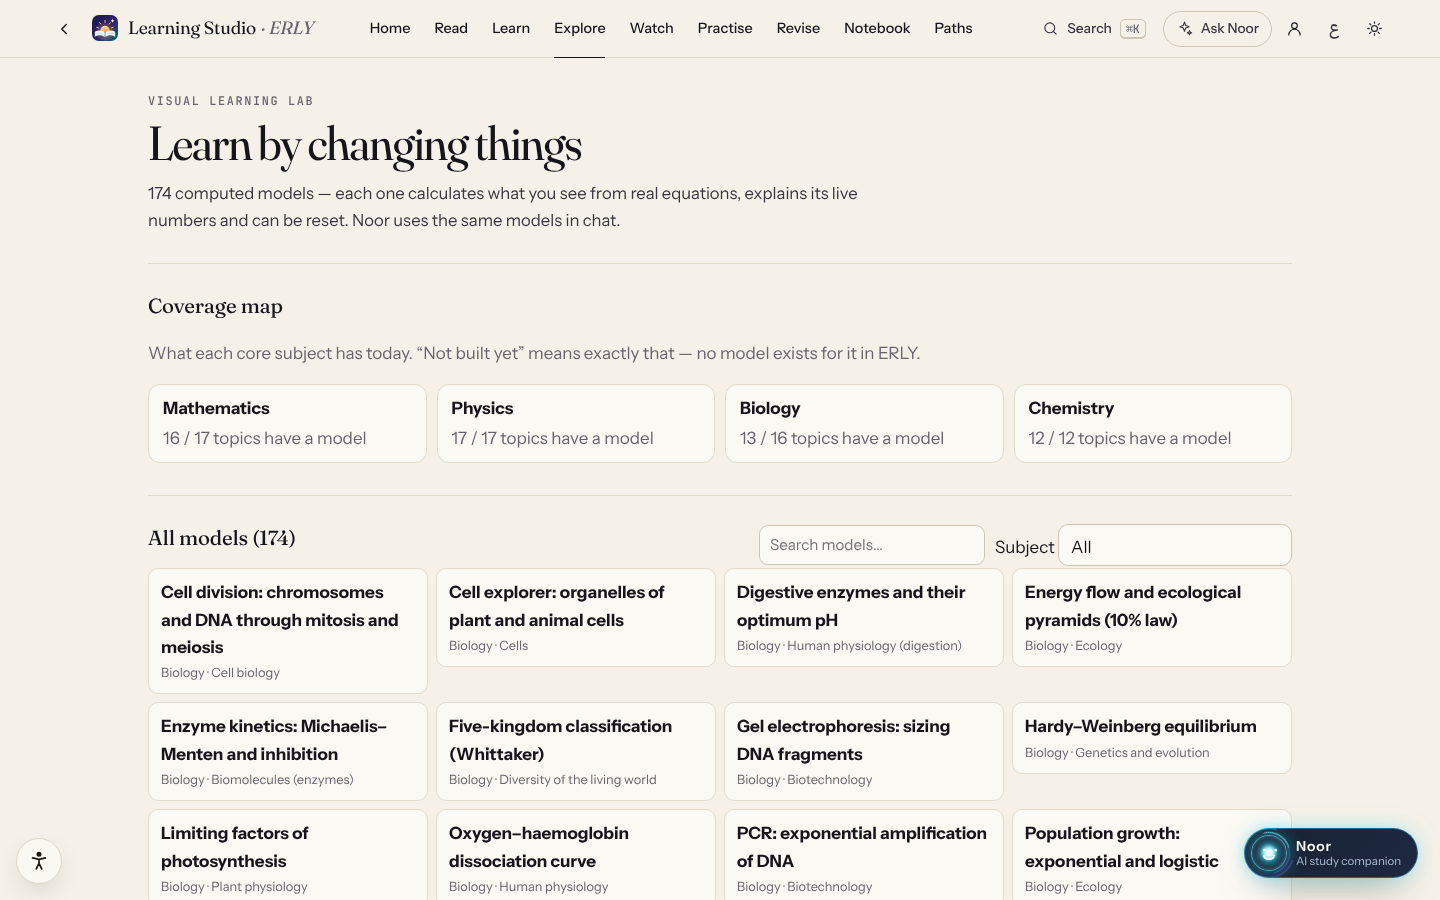 Learning Studio · ERLY
Home
Read
Learn
Explore
Watch
Practise
Revise
Notebook
Paths
Search ⌘K
Ask Noor
ع
VISUAL LEARNING LAB
Learn by changing things
174 computed models — each one calculates what you see from real equations, explains its live
numbers and can be reset. Noor uses the same models in chat.
Coverage map
What each core subject has today. “Not built yet” means exactly that — no model exists for it in ERLY.
Mathematics
16 / 17 topics have a model
Physics
17 / 17 topics have a model
Biology
13 / 16 topics have a model
Chemistry
12 / 12 topics have a model
All models (174)
Search models...
Subject
All
Cell division: chromosomes
and DNA through mitosis and
meiosis
Biology · Cell biology
Cell explorer: organelles of
plant and animal cells
Biology · Cells
Digestive enzymes and their
optimum pH
Biology · Human physiology (digestion)
Energy flow and ecological
pyramids (10% law)
Biology · Ecology
Enzyme kinetics: Michaelis–
Menten and inhibition
Biology · Biomolecules (enzymes)
Five-kingdom classification
(Whittaker)
Biology · Diversity of the living world
Gel electrophoresis: sizing
DNA fragments
Biology · Biotechnology
Hardy–Weinberg equilibrium
Biology · Genetics and evolution
Limiting factors of
photosynthesis
Biology · Plant physiology
Oxygen–haemoglobin
dissociation curve
Biology · Human physiology
PCR: exponential amplification
of DNA
Biology · Biotechnology
Population growth:
exponential and logistic
Biology · Ecology
Noor
AI study companion